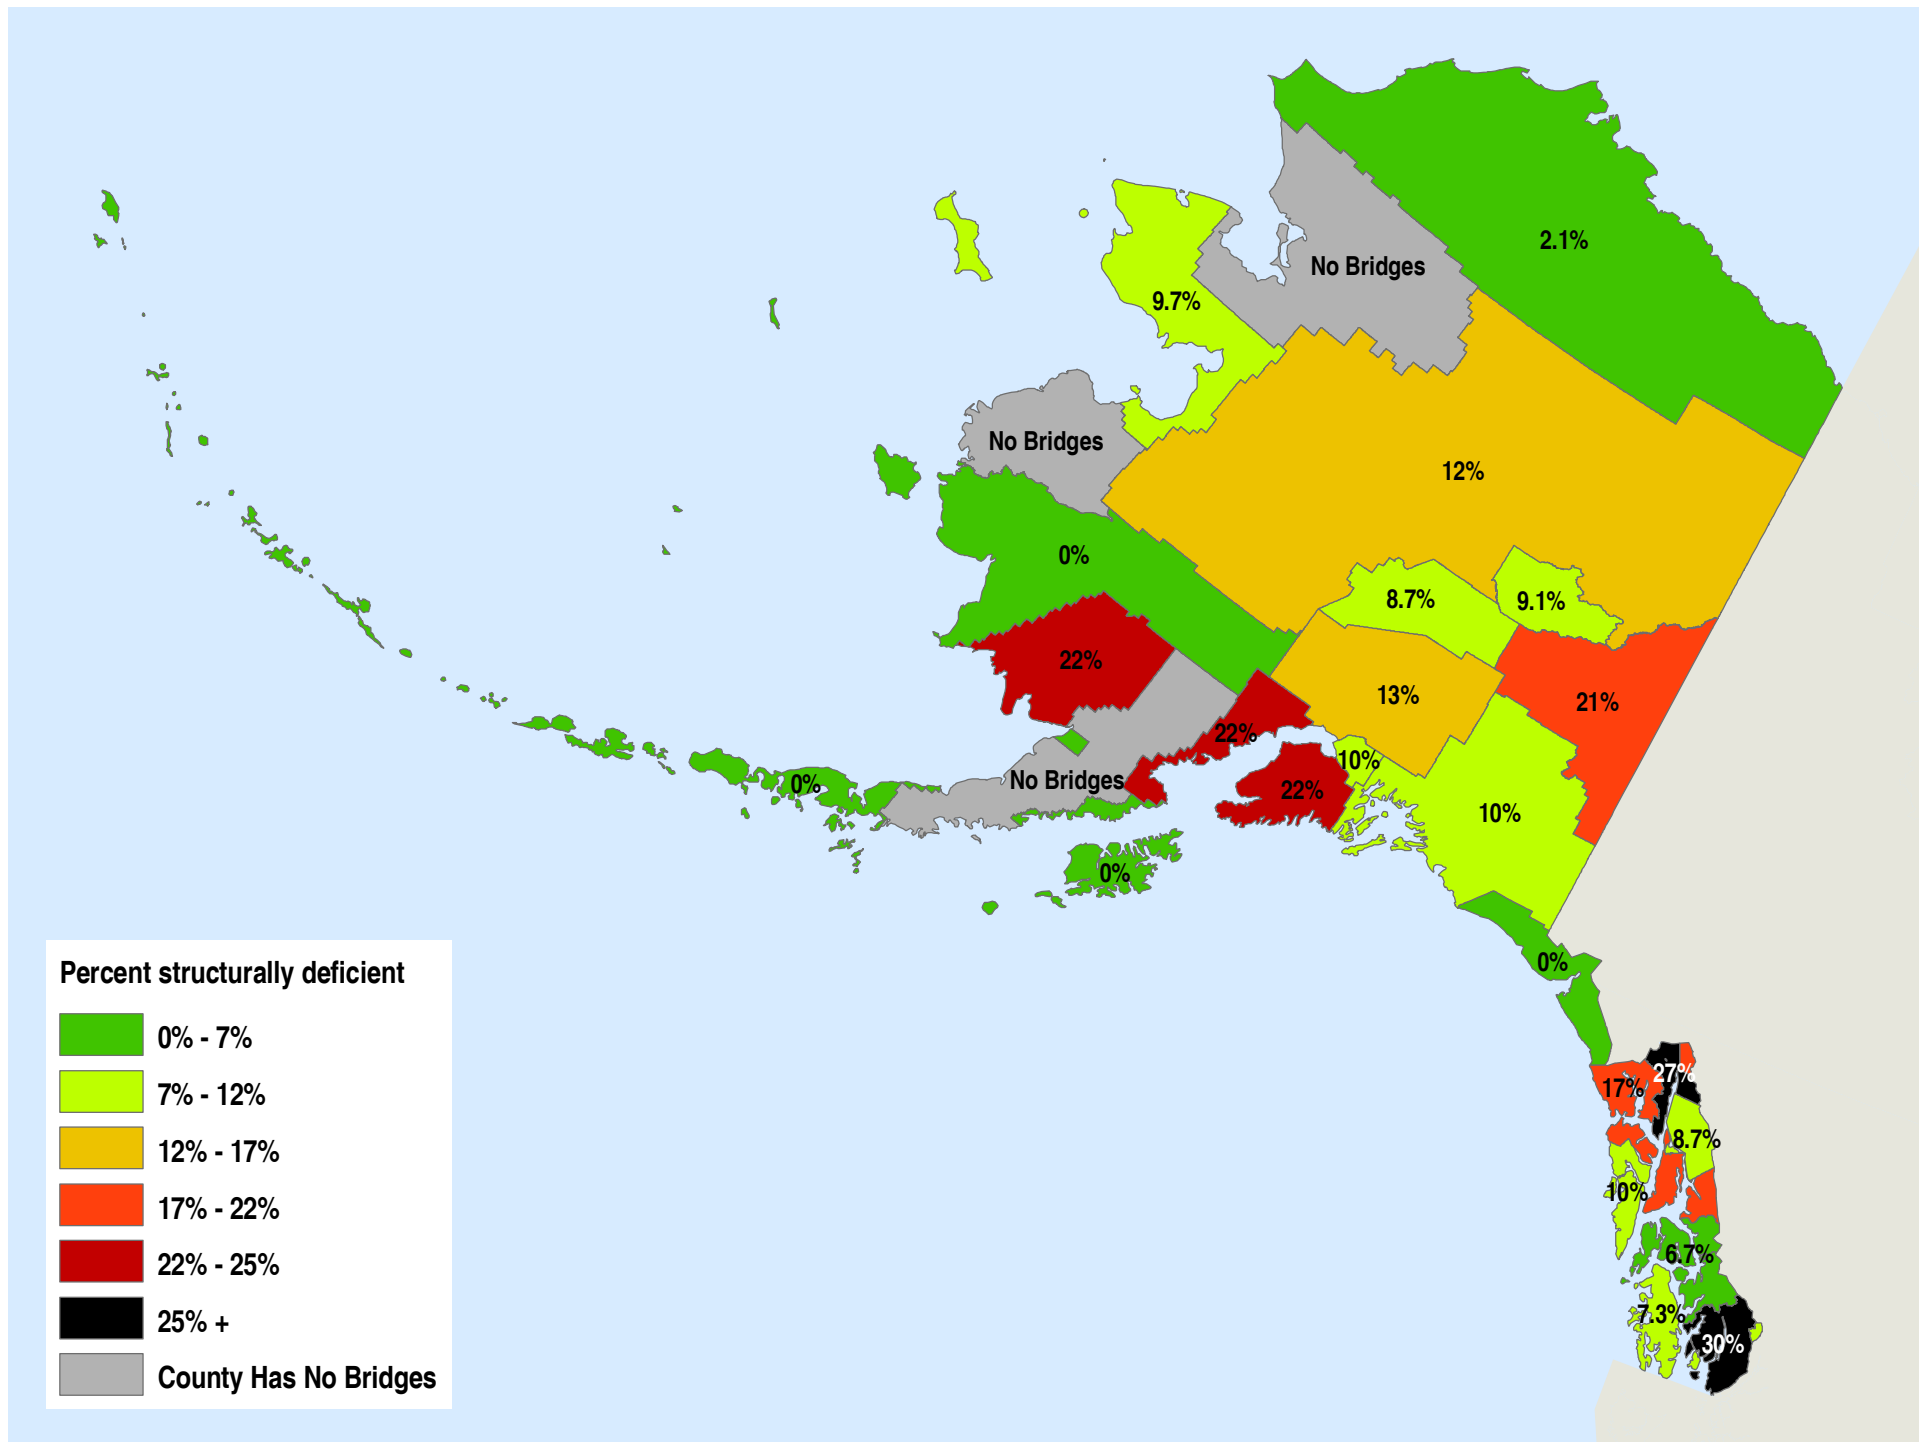 2.1%
No Bridges
9.7%
No Bridges
12%
0%
8.7%
9.1%
22%
13%
21%
22%
10%
No Bridges
0%
22%
10%
0%
0%
27%
17%
8.7%
10%
6.7%
7.3%
30%
Percent structurally deficient
0% - 7%
7% - 12%
12% - 17%
17% - 22%
22% - 25%
25% +
County Has No Bridges